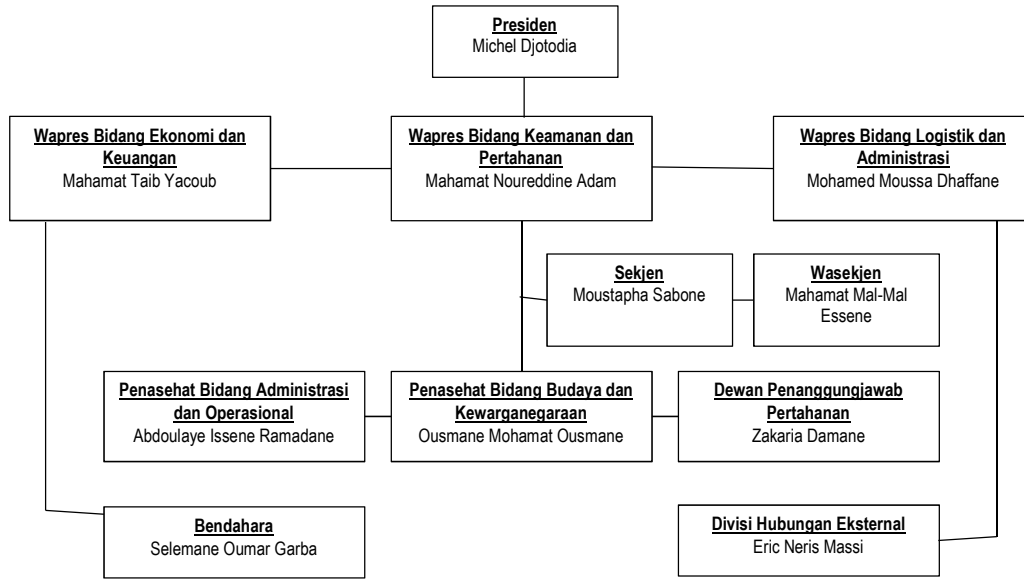 Presiden
Michel Djotodia
Wapres Bidang Ekonomi dan
Keuangan
Mahamat Taib Yacoub
Wapres Bidang Keamanan dan
Pertahanan
Mahamat Noureddine Adam
Wapres Bidang Logistik dan
Administrasi
Mohamed Moussa Dhaffane
Sekjen
Moustapha Sabone
Wasekjen
Mahamat Mal-Mal
Essene
Penasehat Bidang Administrasi
dan Operasional
Abdoulaye Issene Ramadane
Penasehat Bidang Budaya dan
Kewarganegaraan
Ousmane Mohamat Ousmane
Dewan Penanggungjawab
Pertahanan
Zakaria Damane
Bendahara
Selemane Oumar Garba
Divisi Hubungan Eksternal
Eric Neris Massi